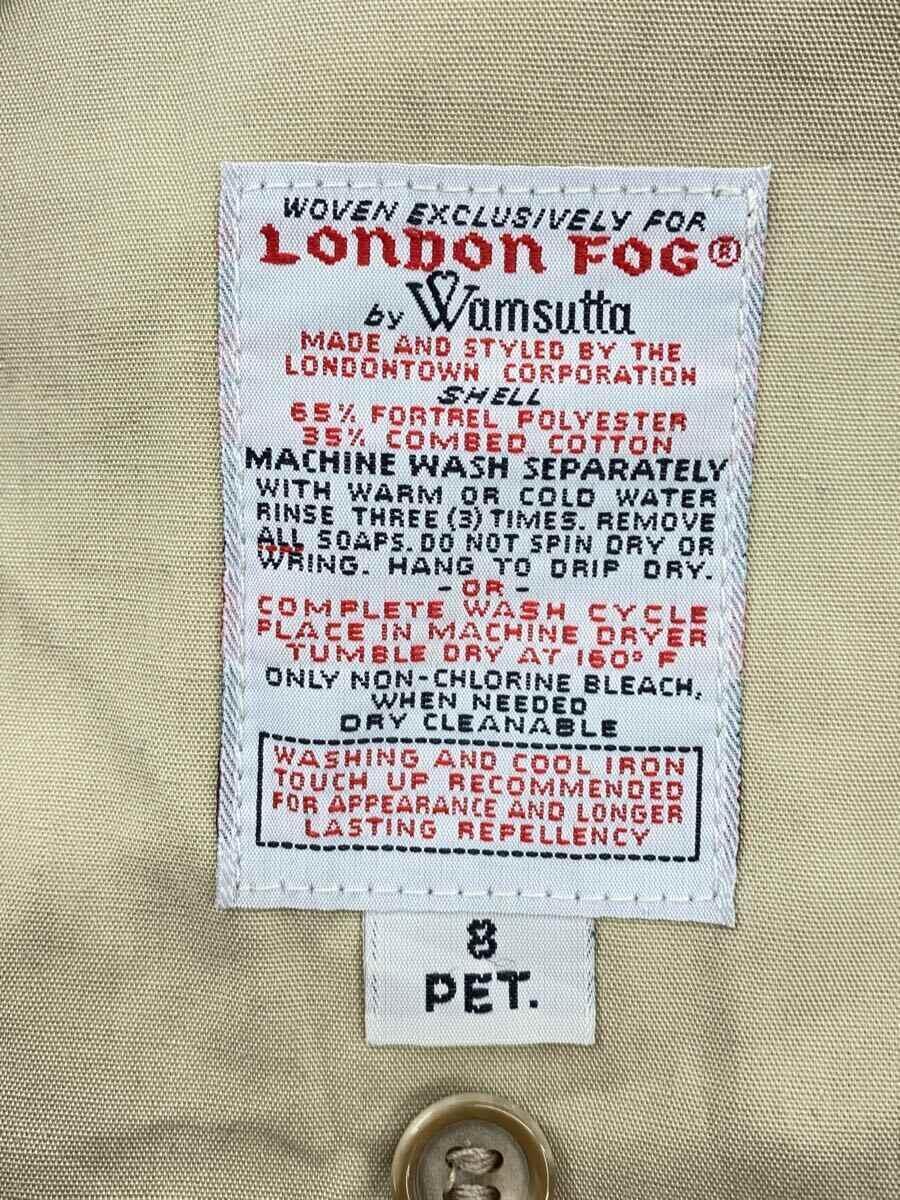 WOVEN EXCLUSIVELY FOR
LONDON FOG®
by Wamsutta
MADE AND STYLED BY THE
LONDONTOWN CORPORATION
SHELL
65% FORTREL POLYESTER
35% COMBED COTTON
MACHINE WASH SEPARATELY
WITH WARM OR COLD WATER
RINSE THREE (3) TIMES. REMOVE
ALL SOAPS. DO NOT SPIN DRY OR
WRING. HANG TO DRIP DRY.
- OR -
COMPLETE WASH CYCLE
PLACE IN MACHINE DRYER
TUMBLE DRY AT 160° F
ONLY NON-CHLORINE BLEACH,
WHEN NEEDED
DRY CLEANABLE
WASHING AND COOL IRON
TOUCH UP RECOMMENDED
FOR APPEARANCE AND LONGER
LASTING REPELLENCY
8
PET.